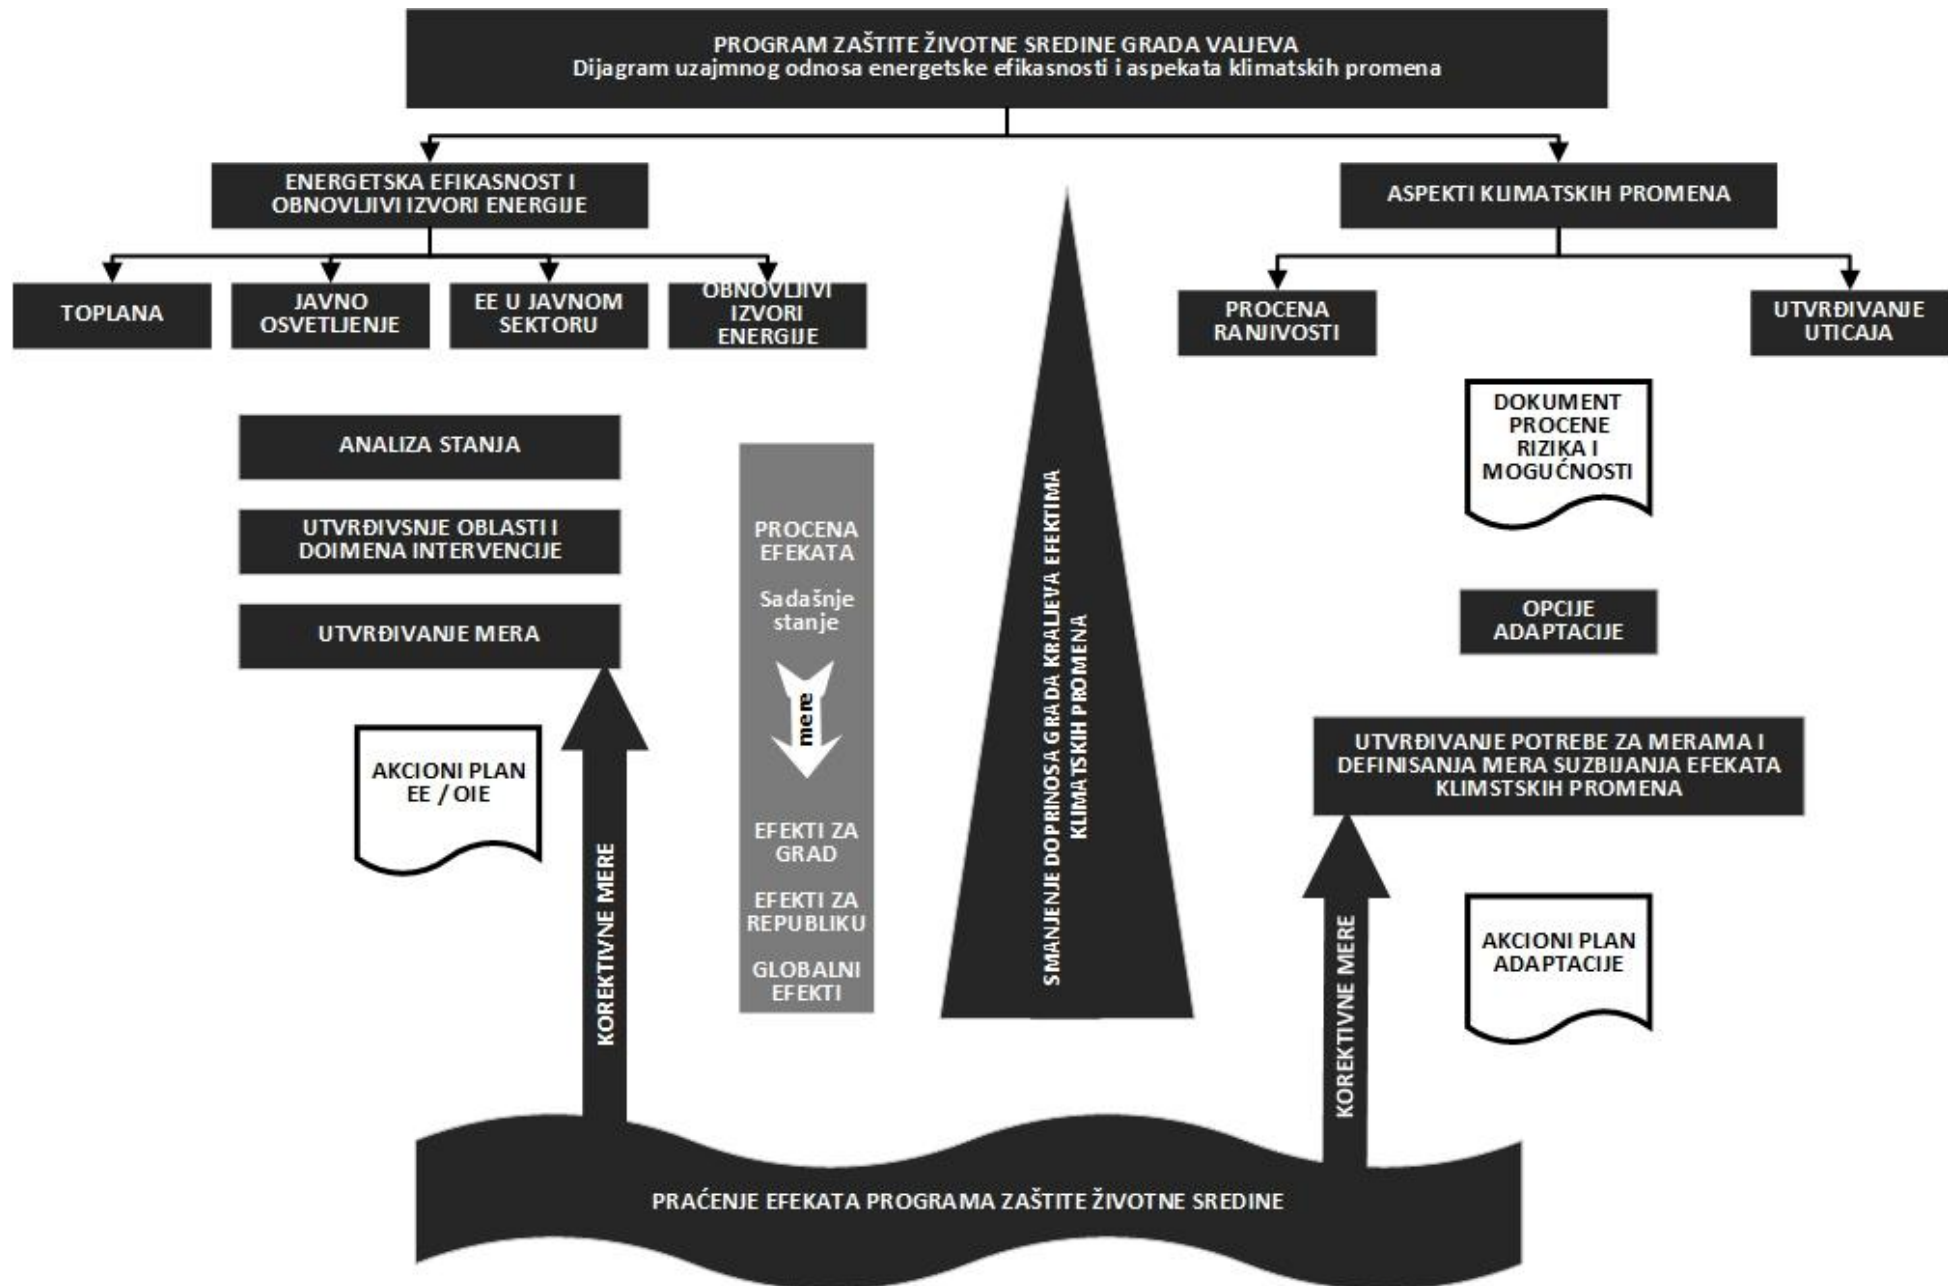 PROGRAM ZAŠTITE ŽIVOTNE SREDINE GRADA VALJEVA
Dijagram uzajmnog odnosa energetske efikasnosti i aspekata klimatskih promena
ENERGETSKA EFIKASNOST I
OBNOVLJIVI IZVORI ENERGIJE
ASPEKTI KLIMATSKIH PROMENA
TOPLANA
JAVNO
OSVETLJENJE
EE U JAVNOM
SEKTORU
OBNOVLJIVI
IZVORI
ENERGIJE
PROCENA
RANJIVOSTI
UTVRĐIVANJE
UTICAJA
ANALIZA STANJA
UTVRĐIVSNJE OBLASTI I
DOIMENA INTERVENCIJE
UTVRĐIVANJE MERA
AKCIONI PLAN
EE / OIE
KOREKTIVNE MERE
PROCENA
EFEKATA
Sadašnje
stanje
mere
EFEKTI ZA
GRAD
EFEKTI ZA
REPUBLIKU
GLOBALNI
EFEKTI
SMANJENJE DOPRINOSA GRADA KRALJEVA EFEKTIMA
KLIMATSKIH PROMENA
DOKUMENT
PROCENE
RIZIKA I
MOGUĆNOSTI
OPCIJE
ADAPTACIJE
UTVRĐIVANJE POTREBE ZA MERAMA I
DEFINISANJA MERA SUZBIJANJA EFEKATA
KLIMSTSKIH PROMENA
KOREKTIVNE MERE
AKCIONI PLAN
ADAPTACIJE
PRAĆENJE EFEKATA PROGRAMA ZAŠTITE ŽIVOTNE SREDINE